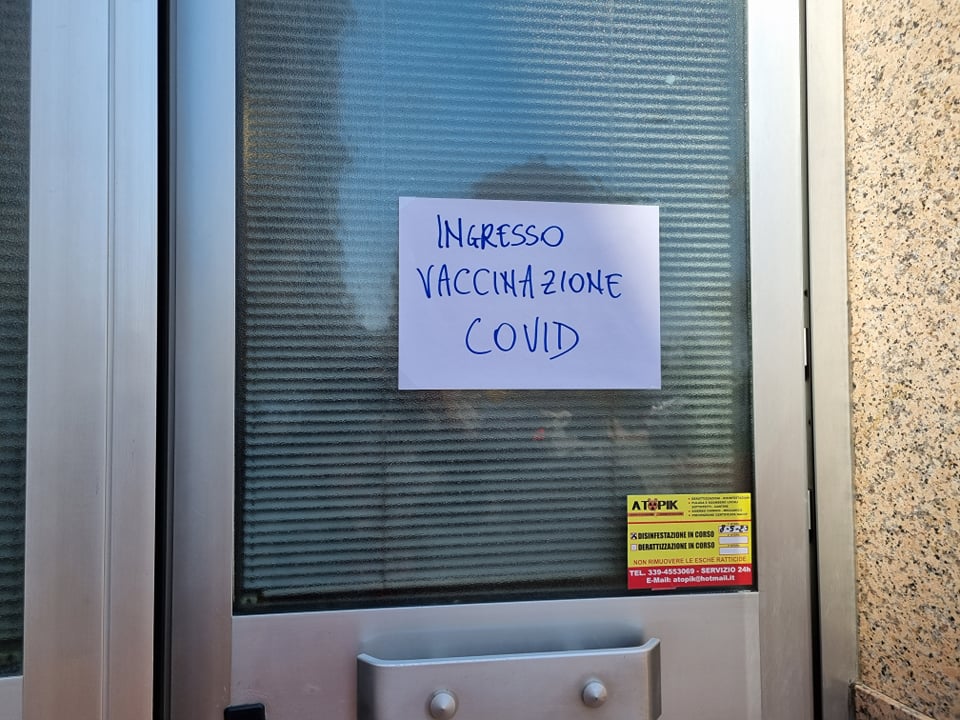 INGRESSO
VACCINAZIONE
COVID
ATOPIK
DISINFESTAZIONE IN CORSO
DERATTIZZAZIONE IN CORSO
NON RIMUOVERE LE ESCHE RATTICIDE
TEL. 339-4553069 - SERVIZIO 24h
E-Mail: atopik@hotmail.it